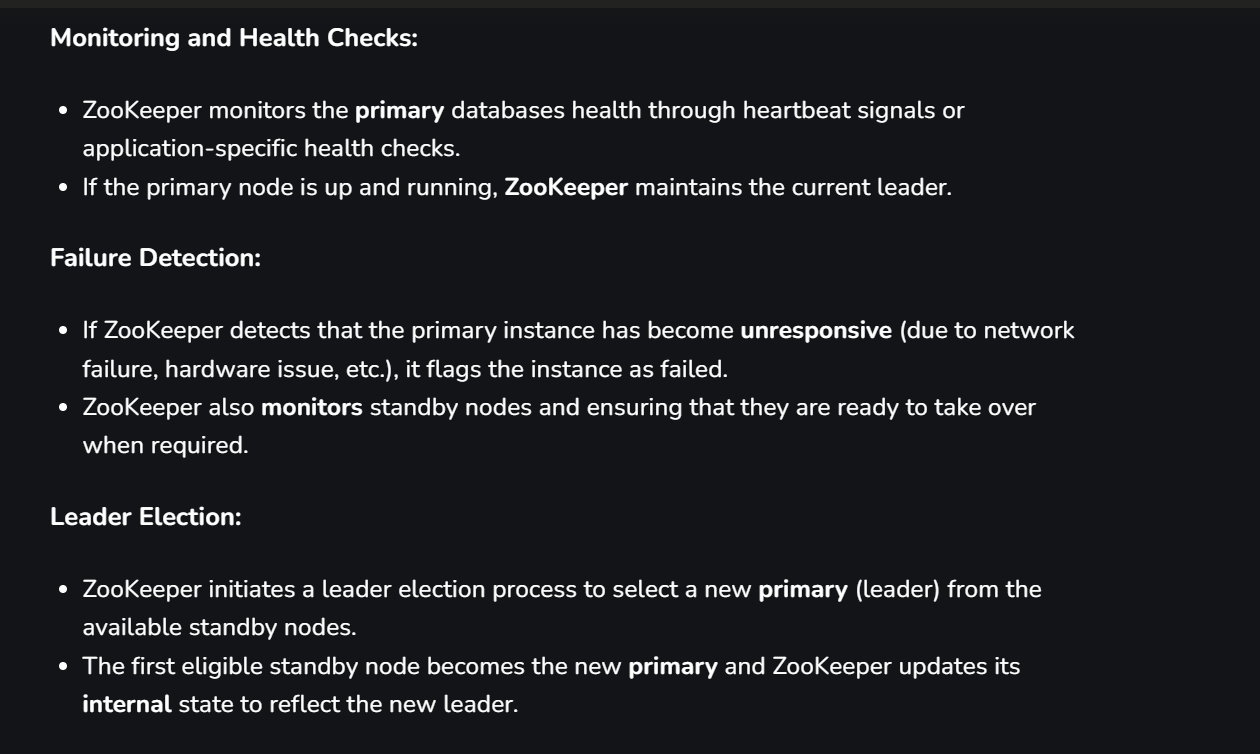 Monitoring and Health Checks:
• ZooKeeper monitors the primary databases health through heartbeat signals or
application-specific health checks.
• If the primary node is up and running, ZooKeeper maintains the current leader.
Failure Detection:
• If ZooKeeper detects that the primary instance has become unresponsive (due to network
failure, hardware issue, etc.), it flags the instance as failed.
• ZooKeeper also monitors standby nodes and ensuring that they are ready to take over
when required.
Leader Election:
• ZooKeeper initiates a leader election process to select a new primary (leader) from the
available standby nodes.
• The first eligible standby node becomes the new primary and ZooKeeper updates its
internal state to reflect the new leader.